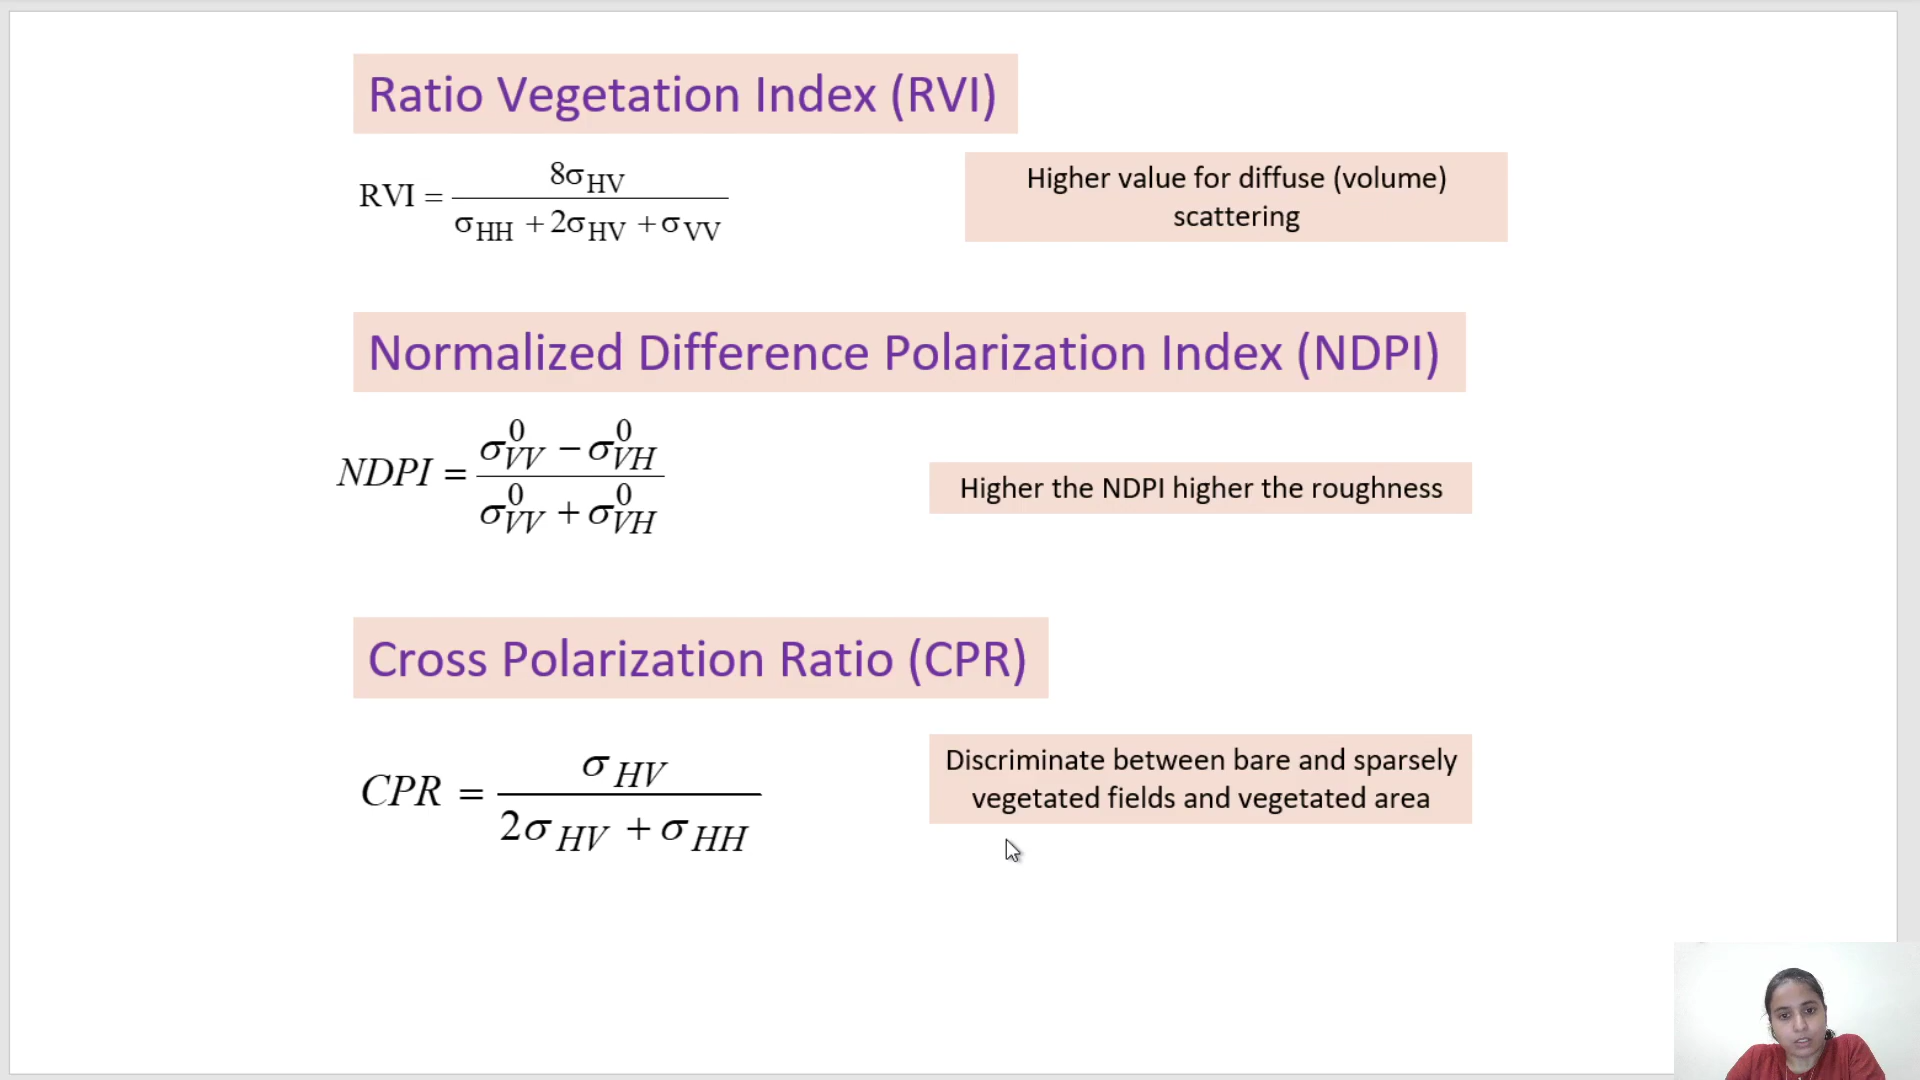 Ratio Vegetation Index (RVI)
RVI = 8σHV / (σHH + 2σHV + σVV)
Higher value for diffuse (volume)
scattering
Normalized Difference Polarization Index (NDPI)
NDPI = (σ⁰VV − σ⁰VH) / (σ⁰VV + σ⁰VH)
Higher the NDPI higher the roughness
Cross Polarization Ratio (CPR)
CPR = σHV / (2σHV + σHH)
Discriminate between bare and sparsely
vegetated fields and vegetated area